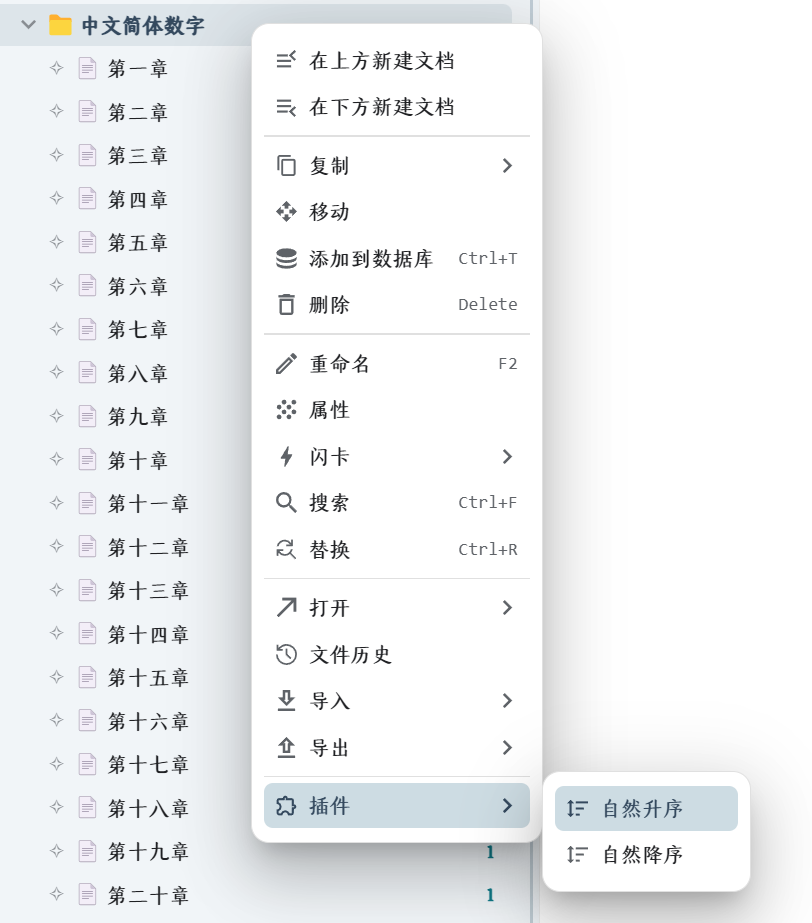 中文简体数字
第一章
第二章
第三章
第四章
第五章
第六章
第七章
第八章
第九章
第十章
第十一章
第十二章
第十三章
第十四章
第十五章
第十六章
第十七章
第十八章
第十九章 1
第二十章 1
在上方新建文档
在下方新建文档
复制
移动
添加到数据库 Ctrl+T
删除 Delete
重命名 F2
属性
闪卡
搜索 Ctrl+F
替换 Ctrl+R
打开
文件历史
导入
导出
插件
自然升序
自然降序